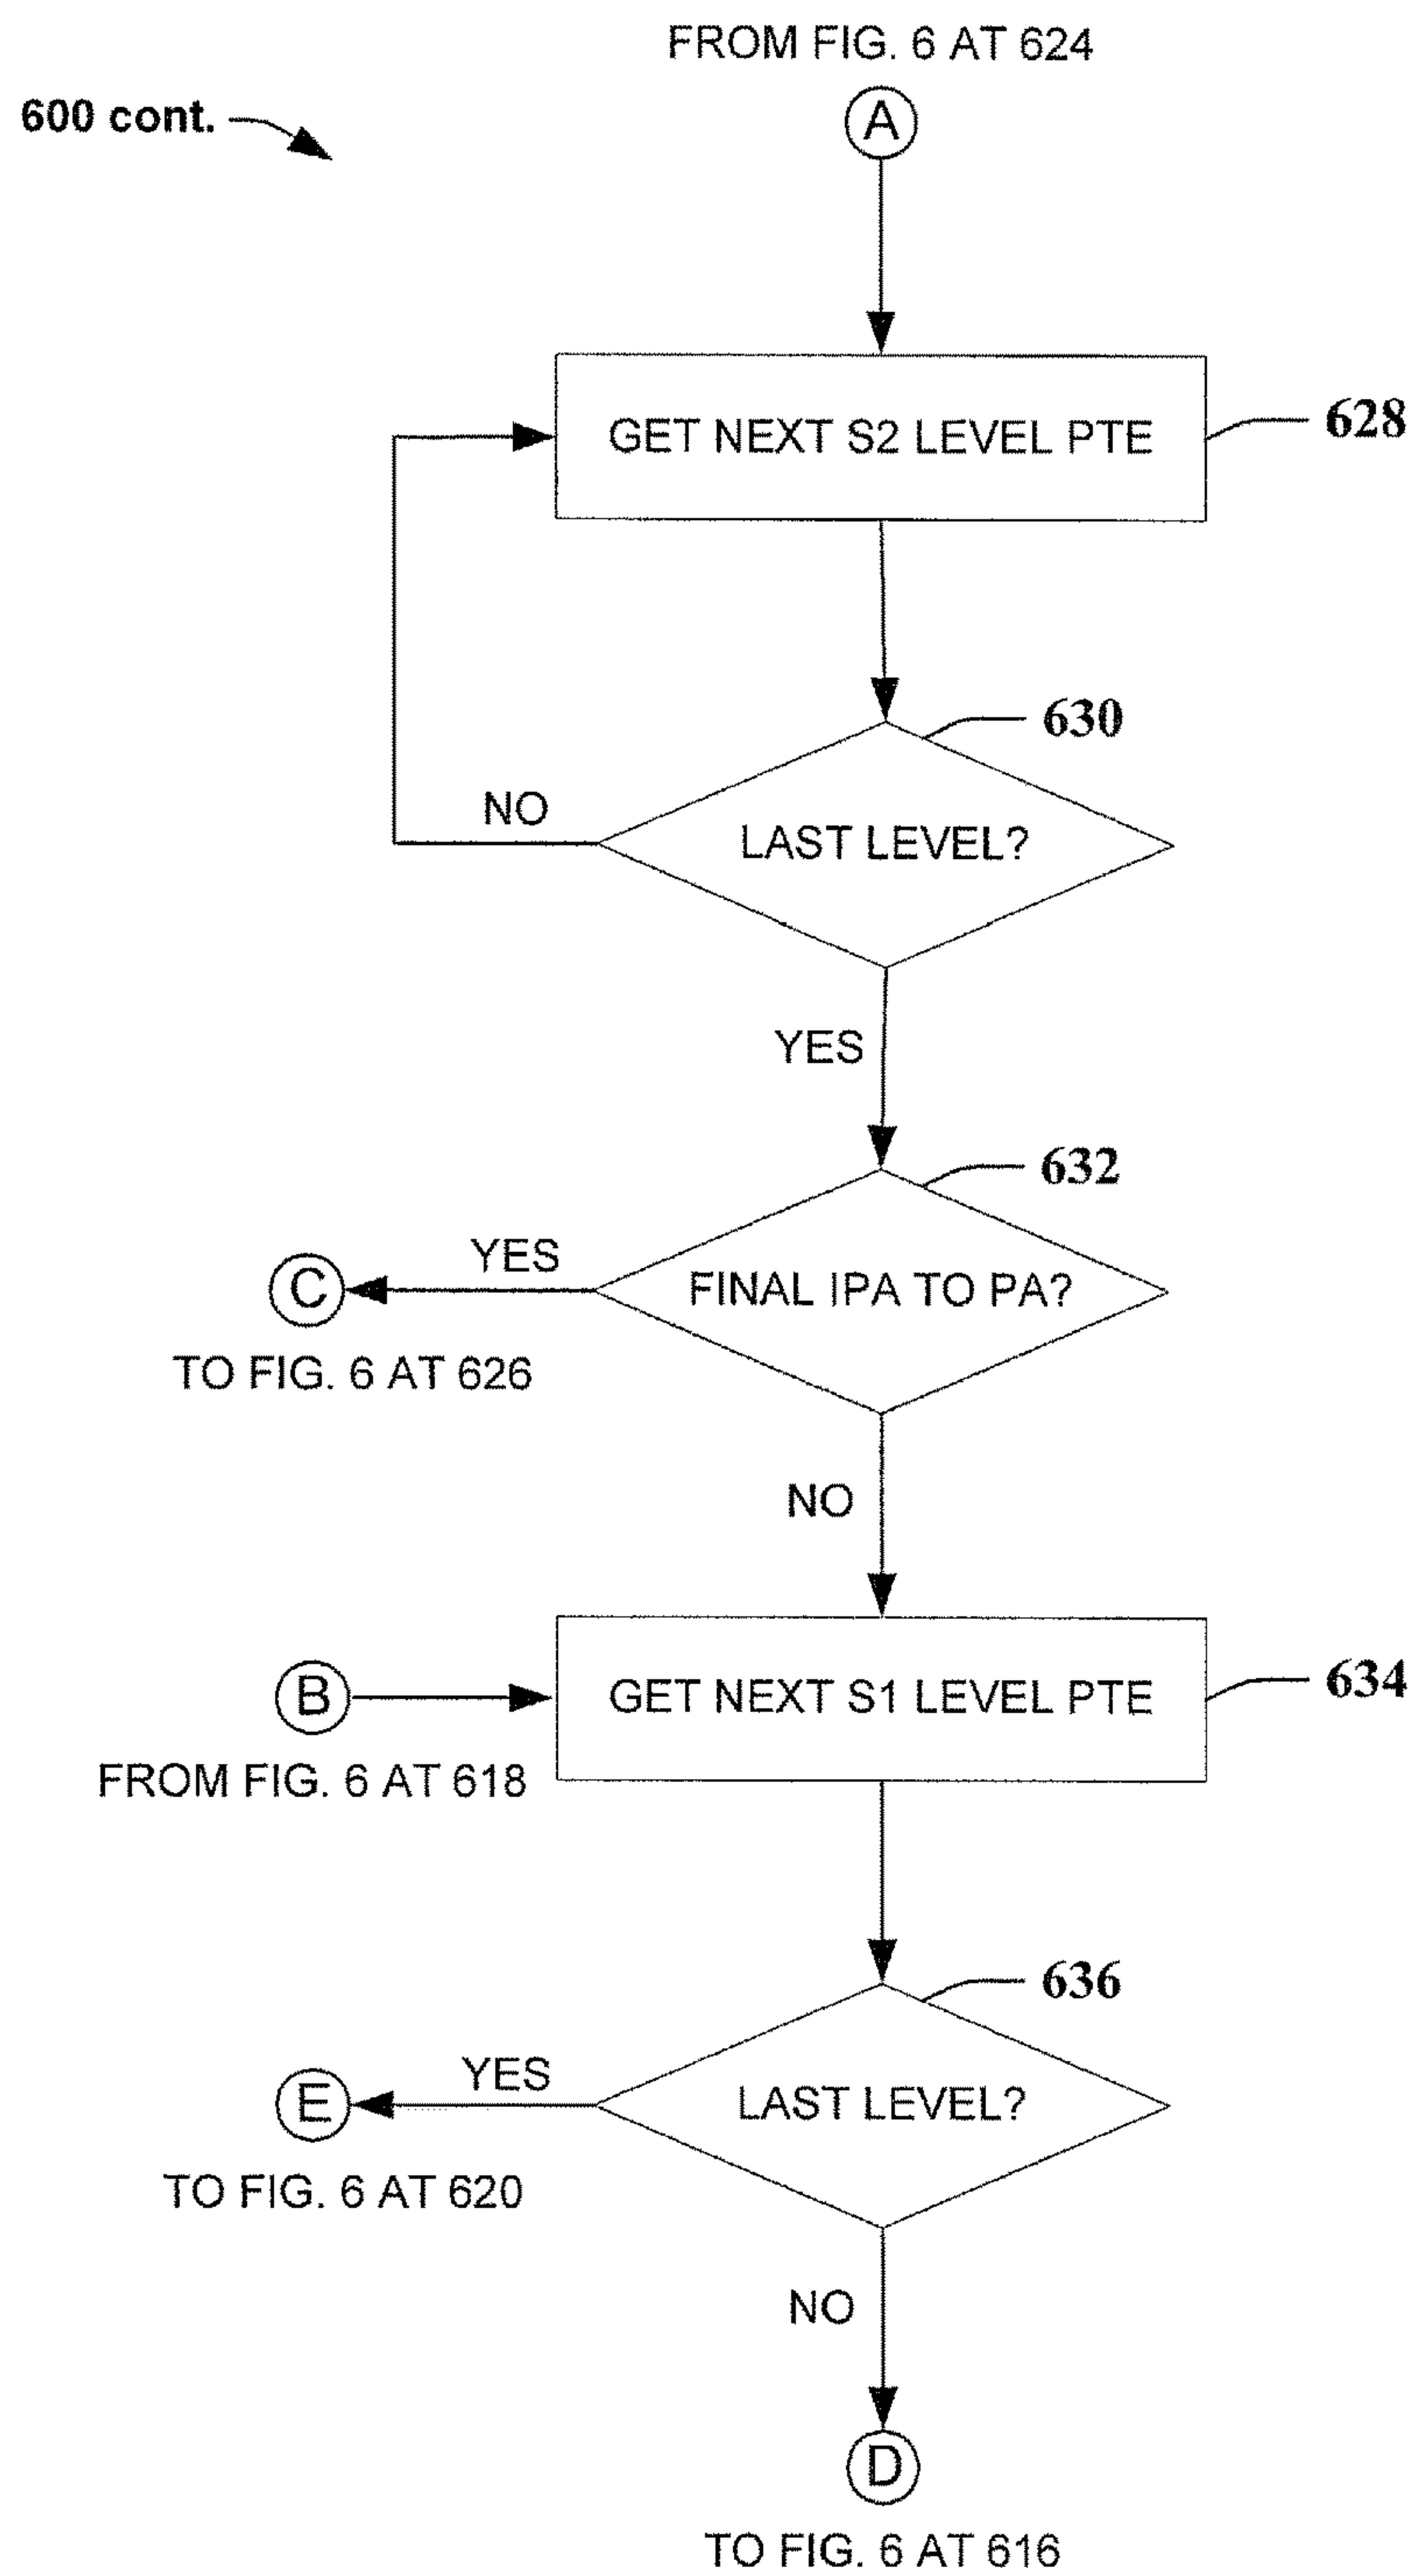 FROM FIG. 6 AT 624
600 cont.
A
GET NEXT S2 LEVEL PTE
628
630
NO
LAST LEVEL?
YES
632
YES
C
FINAL IPA TO PA?
TO FIG. 6 AT 626
NO
634
B
GET NEXT S1 LEVEL PTE
FROM FIG. 6 AT 618
636
YES
E
LAST LEVEL?
TO FIG. 6 AT 620
NO
D
TO FIG. 6 AT 616